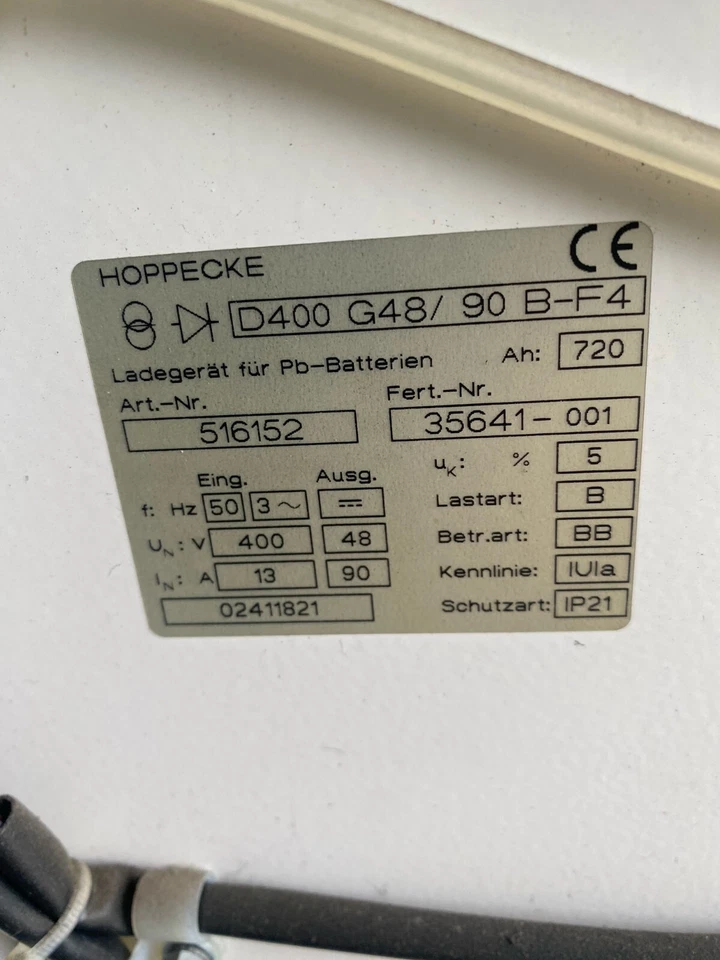 HOPPECKE CE
D400 G48/ 90 B-F4
Ladegerät für Pb-Batterien Ah: 720
Art.-Nr. Fert.-Nr.
516152 35641- 001
Eing. Ausg. uK: % 5
f: Hz 50 3~ ⎓ Lastart: B
UN: V 400 48 Betr.art: BB
IN: A 13 90 Kennlinie: IUIa
02411821 Schutzart: IP21